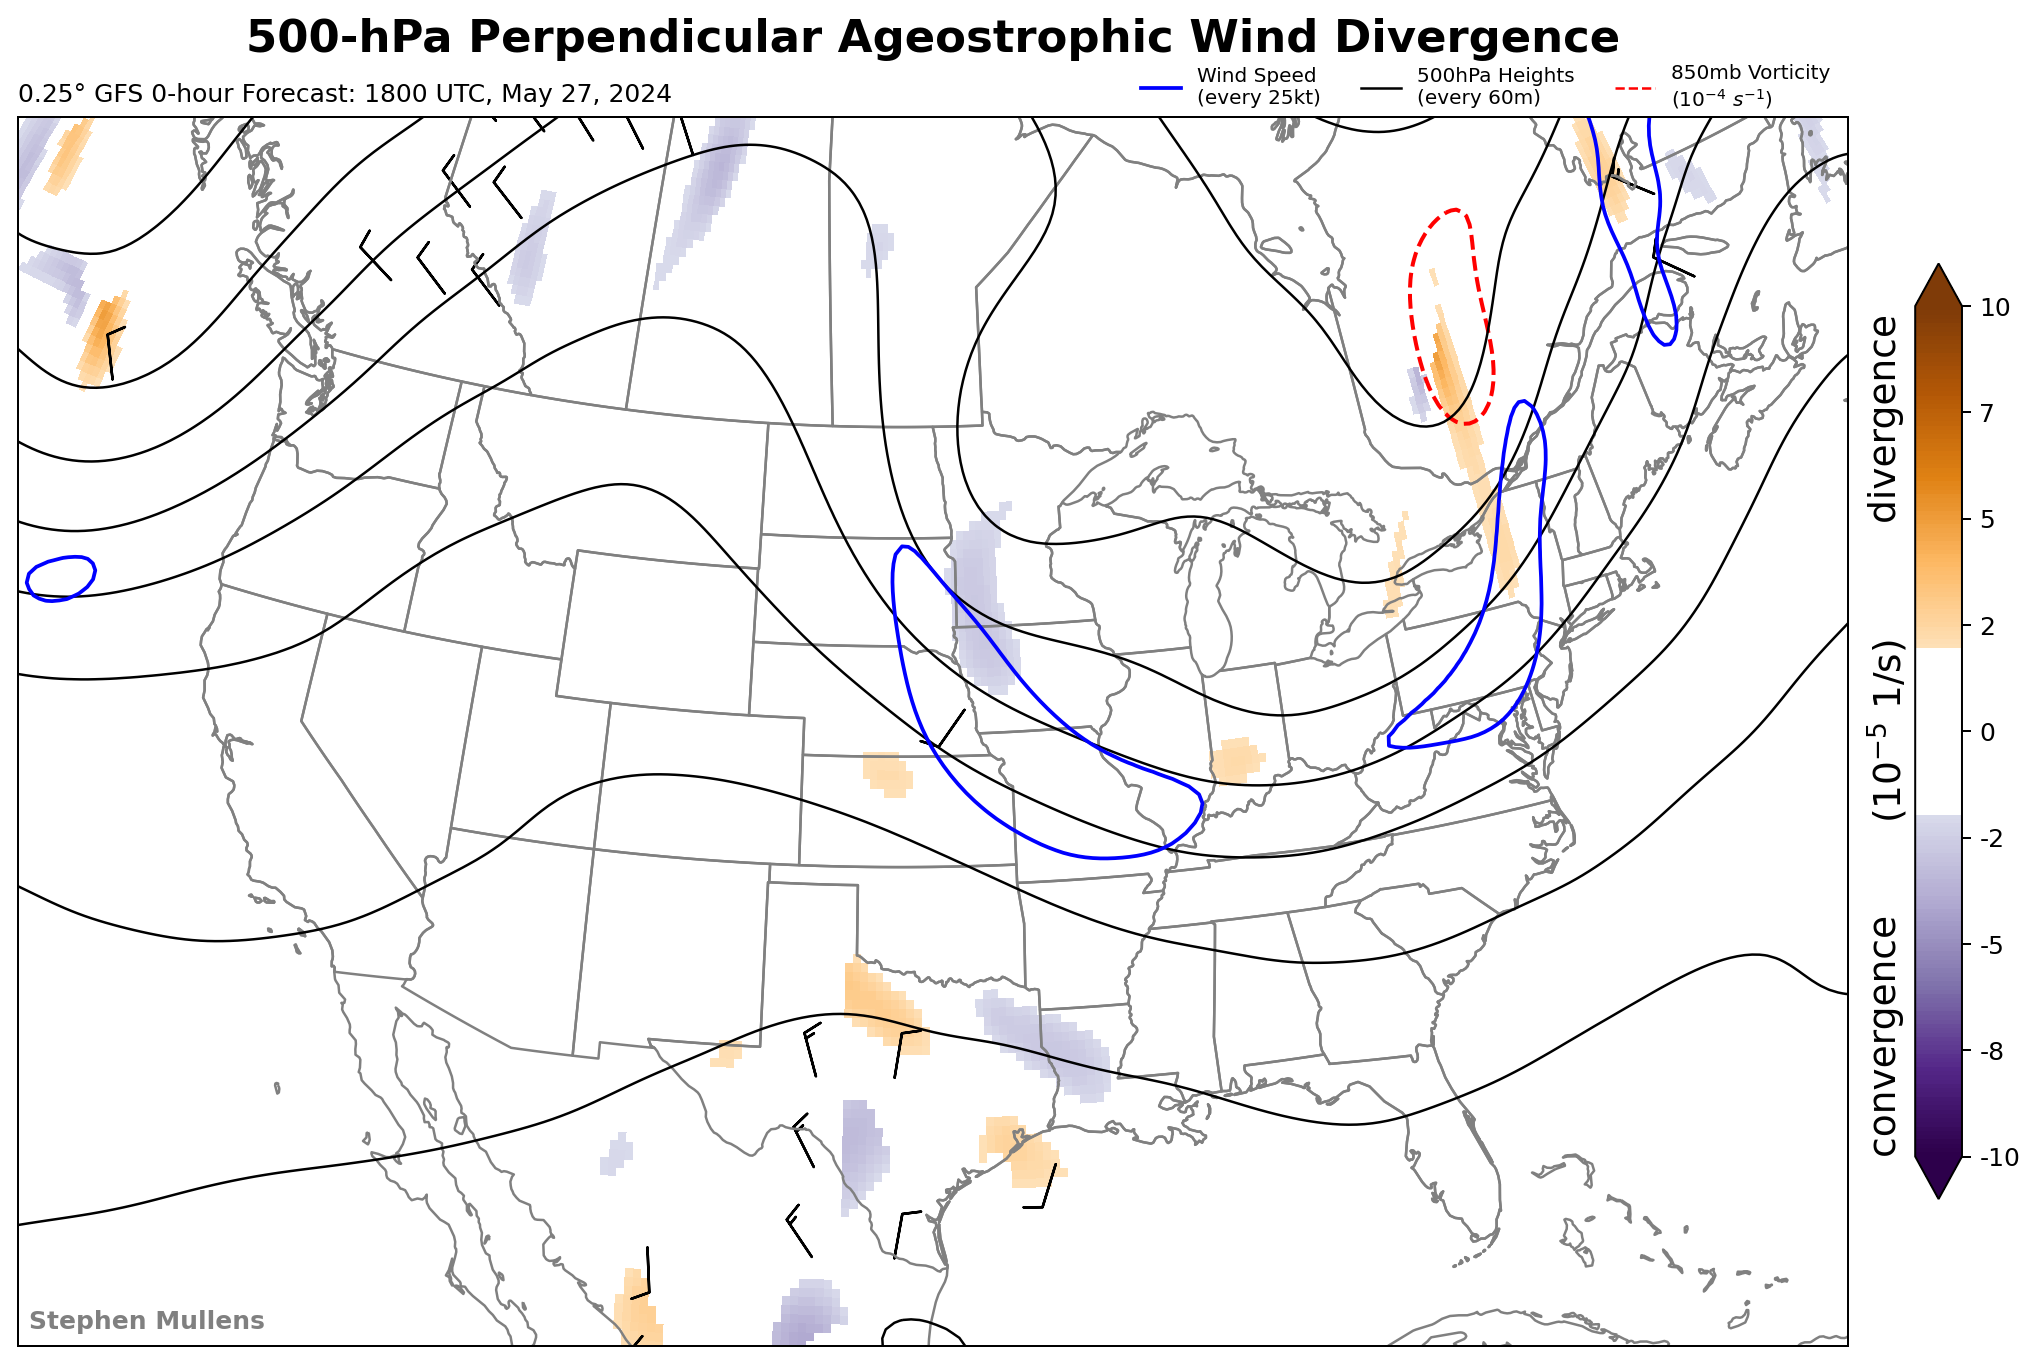 500-hPa Perpendicular Ageostrophic Wind Divergence
0.25° GFS 0-hour Forecast: 1800 UTC, May 27, 2024
Wind Speed
(every 25kt)
500hPa Heights
(every 60m)
850mb Vorticity
(10⁻⁴ s⁻¹)
10
7
5
2
0
-2
-5
-8
-10
convergence (10⁻⁵ 1/s) divergence
Stephen Mullens